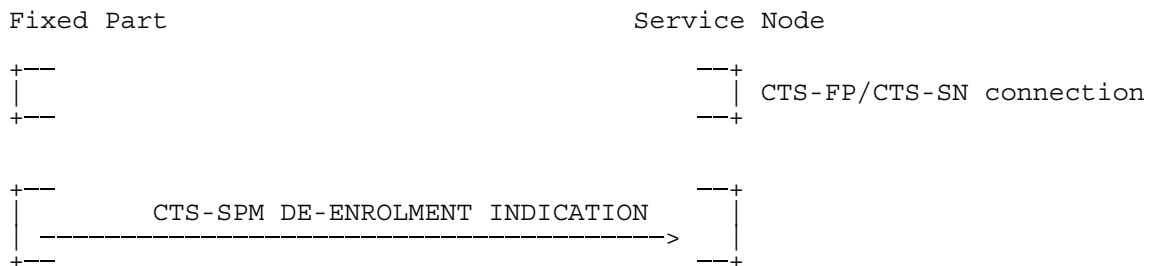 Fixed Part Service Node
CTS-FP/CTS-SN connection
CTS-SPM DE-ENROLMENT INDICATION